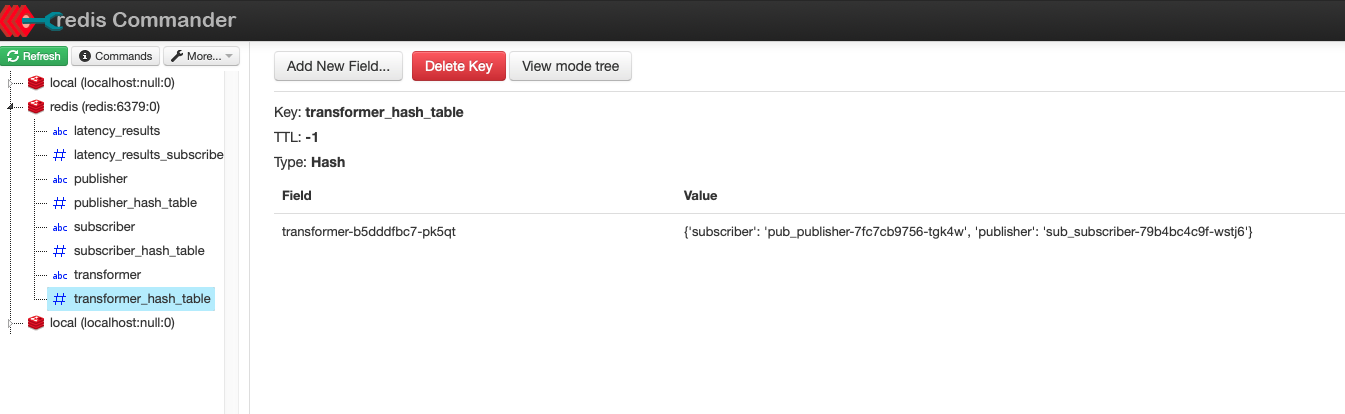 redis Commander
Refresh Commands More...
local (localhost:null:0)
redis (redis:6379:0)
abc latency_results
# latency_results_subscribe
abc publisher
# publisher_hash_table
abc subscriber
# subscriber_hash_table
abc transformer
# transformer_hash_table
local (localhost:null:0)
Add New Field... Delete Key View mode tree
Key: transformer_hash_table
TTL: -1
Type: Hash
Field Value
transformer-b5dddfbc7-pk5qt {'subscriber': 'pub_publisher-7fc7cb9756-tgk4w', 'publisher': 'sub_subscriber-79b4bc4c9f-wstj6'}